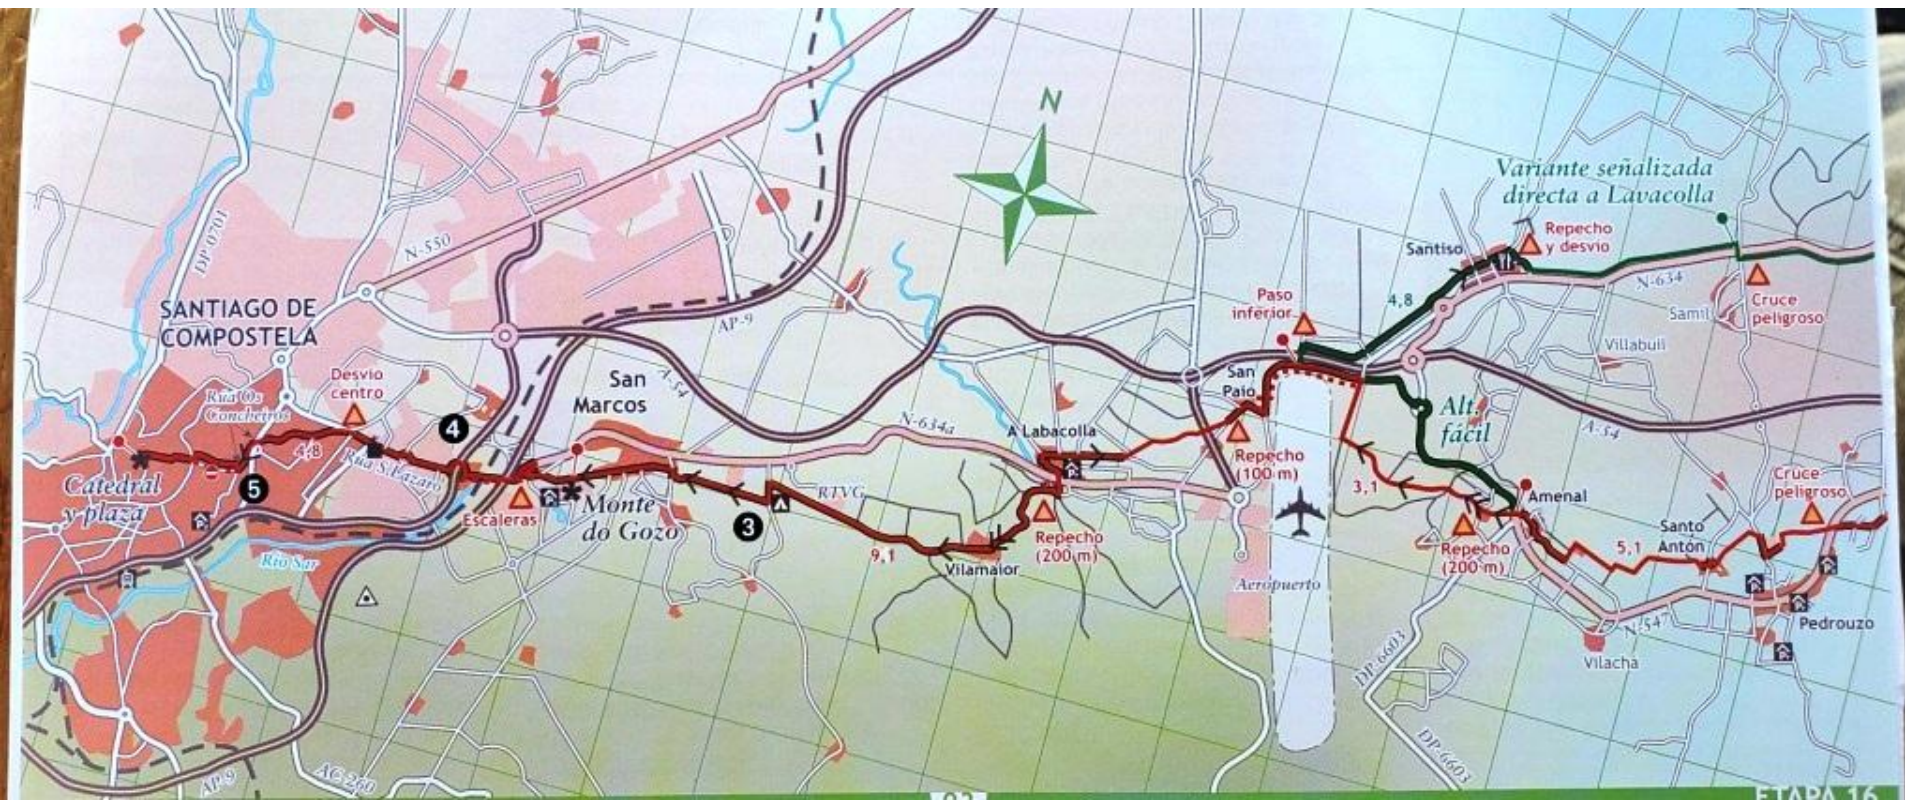 N
Variante señalizada
directa a Lavacolla
Repecho
y desvio
Santiso
DP-0701
N-550
N-634
Cruce
peligroso
Samil
4,8
Paso
inferior
SANTIAGO DE
COMPOSTELA
AP-9
Villabuil
Desvio
centro
San
Marcos
A-54
San
Paio
Rúa Os
Concheiros
N-634a
Alt.
fácil
A-54
4
A Labacolla
4,8
Rúa S. Lázaro
Repecho
(100 m)
Catedral
y plaza
5
Escaleras
Monte
do Gozo
RTVG
3
3,1
Amenal
Cruce
peligroso
Santo
Antón
5,1
Repecho
(200 m)
Repecho
(200 m)
9,1
Vilamaior
Río Sar
Aeropuerto
Pedrouzo
N-547
Vilacha
DP-6603
DP-6603
AP-9
AC-260
93
ETAPA 16